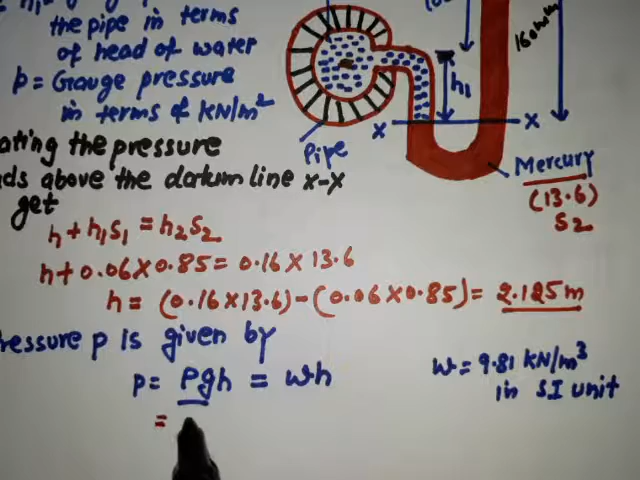 the pipe in terms
of head of water
p = Gauge pressure
in terms of kN/m²
ating the pressure
ds above the datum line x-x
get
h + h₁s₁ = h₂s₂
h + 0.06 × 0.85 = 0.16 × 13.6
h = (0.16 × 13.6) - (0.06 × 0.85) = 2.125 m
ressure p is given by
p = ρgh = wh
=
w = 9.81 kN/m³
in S.I unit
160mm
h₁
X
X
Pipe
Mercury
(13.6)
S₂